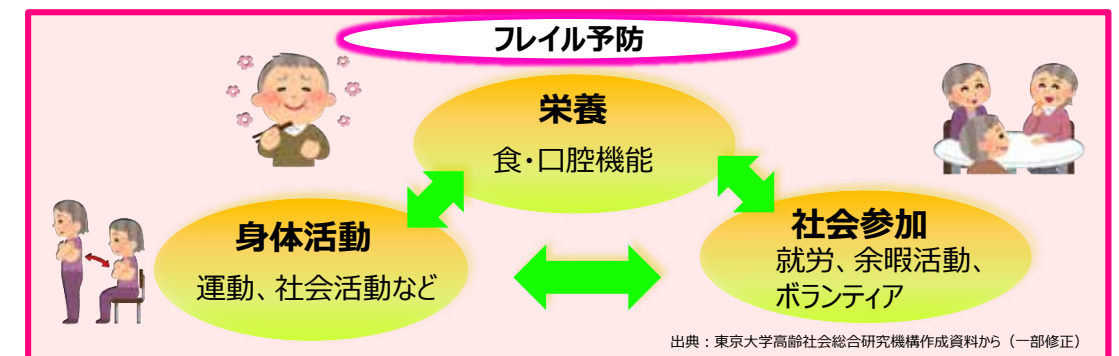 フレイル予防
栄養
食・口腔機能
身体活動
運動、社会活動など
社会参加
就労、余暇活動、
ボランティア
出典：東京大学高齢社会総合研究機構作成資料から（一部修正）